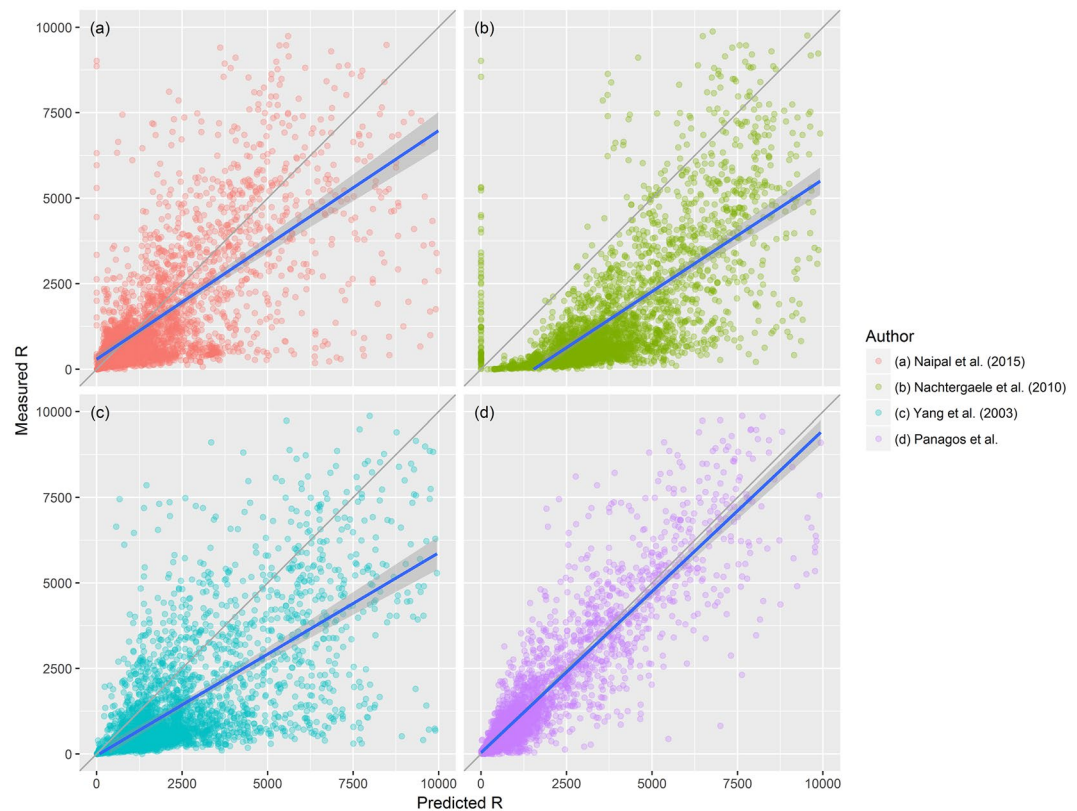 (a)
(b)
10000
7500
5000
2500
0
Measured R
(c)
(d)
10000
7500
5000
2500
0
0
2500
5000
7500
10000
0
2500
5000
7500
10000
Predicted R
Author
(a) Naipal et al. (2015)
(b) Nachtergaele et al. (2010)
(c) Yang et al. (2003)
(d) Panagos et al.